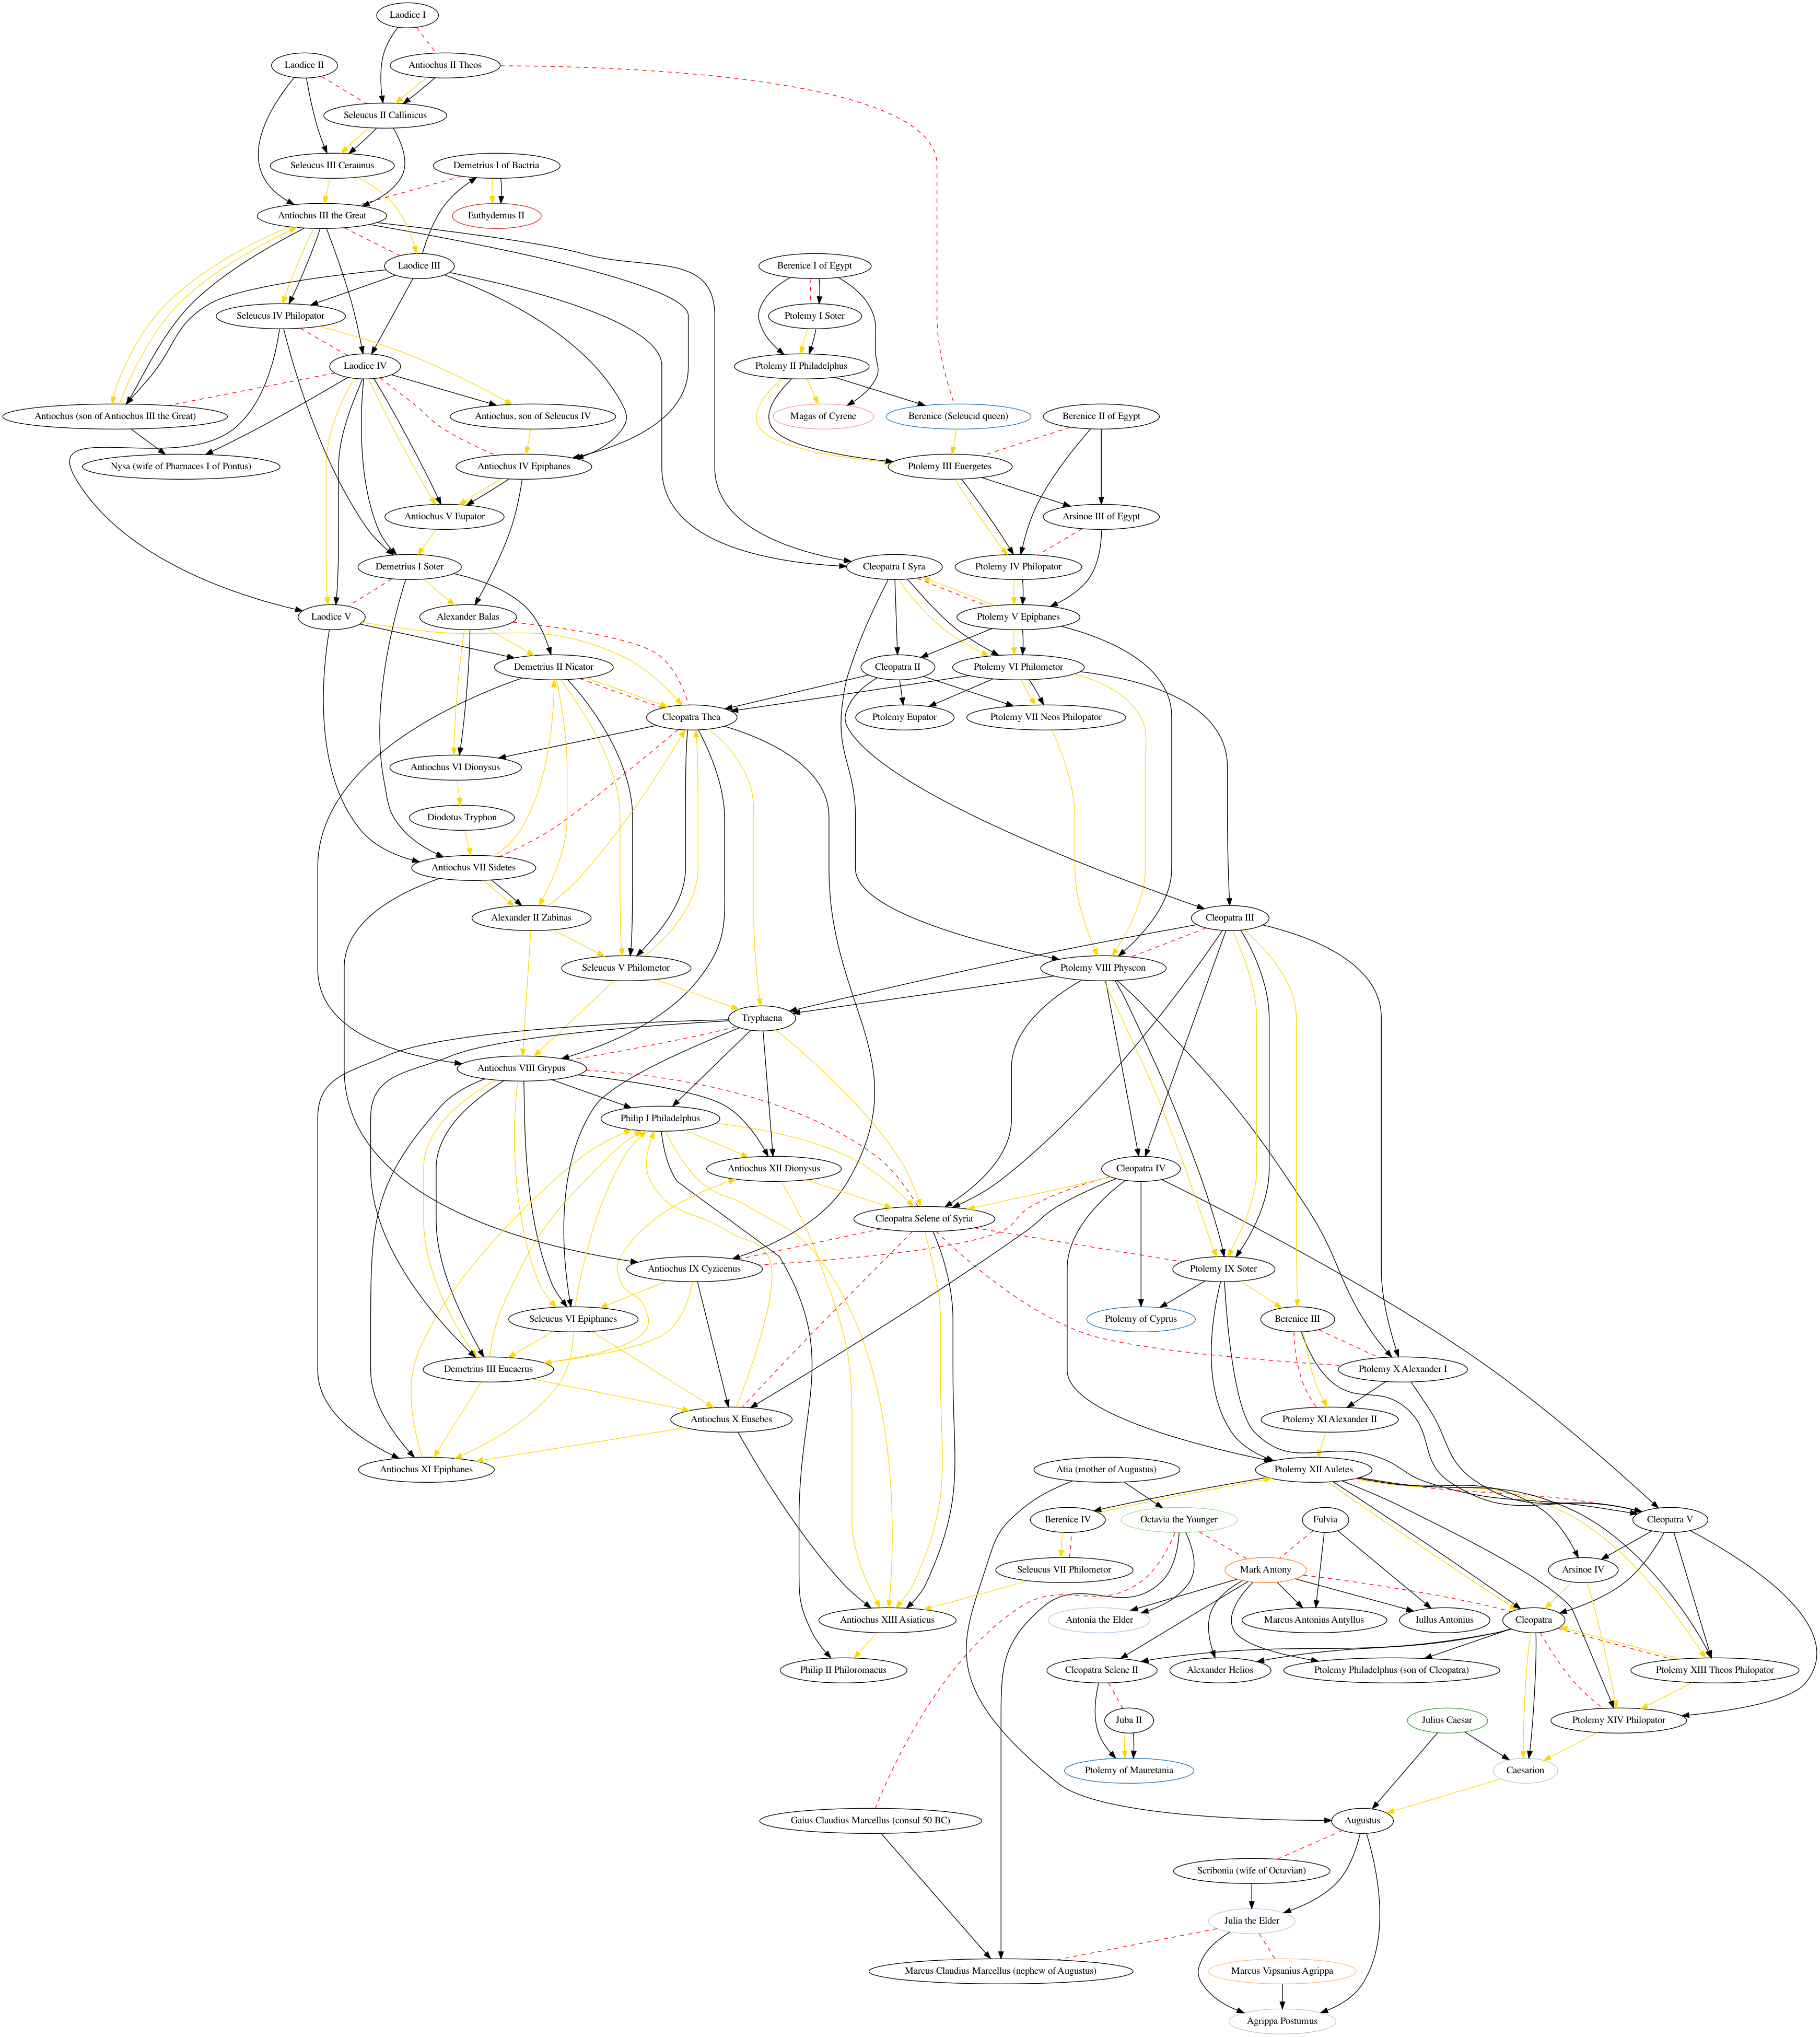 Laodice I
Laodice II
Antiochus II Theos
Seleucus II Callinicus
Seleucus III Ceraunus
Demetrius I of Bactria
Antiochus III the Great
Euthydemus II
Laodice III
Berenice I of Egypt
Seleucus IV Philopator
Ptolemy I Soter
Laodice IV
Ptolemy II Philadelphus
Antiochus (son of Antiochus III the Great)
Antiochus, son of Seleucus IV
Magas of Cyrene
Berenice (Seleucid queen)
Berenice II of Egypt
Nysa (wife of Pharnaces I of Pontus)
Antiochus IV Epiphanes
Ptolemy III Euergetes
Antiochus V Eupator
Arsinoe III of Egypt
Demetrius I Soter
Cleopatra I Syra
Ptolemy IV Philopator
Laodice V
Alexander Balas
Ptolemy V Epiphanes
Demetrius II Nicator
Cleopatra II
Ptolemy VI Philometor
Cleopatra Thea
Ptolemy Eupator
Ptolemy VII Neos Philopator
Antiochus VI Dionysus
Diodotus Tryphon
Antiochus VII Sidetes
Alexander II Zabinas
Cleopatra III
Seleucus V Philometor
Ptolemy VIII Physcon
Tryphaena
Antiochus VIII Grypus
Philip I Philadelphus
Antiochus XII Dionysus
Cleopatra IV
Cleopatra Selene of Syria
Antiochus IX Cyzicenus
Ptolemy IX Soter
Seleucus VI Epiphanes
Ptolemy of Cyprus
Berenice III
Demetrius III Eucaerus
Ptolemy X Alexander I
Antiochus X Eusebes
Ptolemy XI Alexander II
Antiochus XI Epiphanes
Atia (mother of Augustus)
Ptolemy XII Auletes
Berenice IV
Octavia the Younger
Fulvia
Cleopatra V
Seleucus VII Philometor
Mark Antony
Arsinoe IV
Antiochus XIII Asiaticus
Antonia the Elder
Marcus Antonius Antyllus
Iullus Antonius
Cleopatra
Philip II Philoromaeus
Cleopatra Selene II
Alexander Helios
Ptolemy Philadelphus (son of Cleopatra)
Ptolemy XIII Theos Philopator
Juba II
Julius Caesar
Ptolemy XIV Philopator
Ptolemy of Mauretania
Caesarion
Gaius Claudius Marcellus (consul 50 BC)
Augustus
Scribonia (wife of Octavian)
Julia the Elder
Marcus Claudius Marcellus (nephew of Augustus)
Marcus Vipsanius Agrippa
Agrippa Postumus